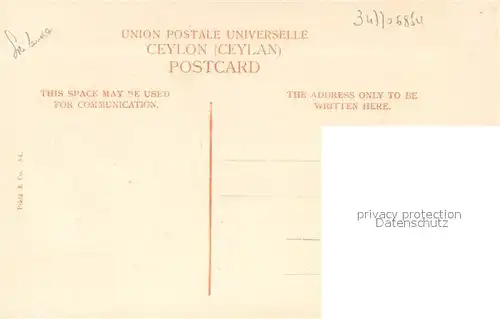 UNION POSTALE UNIVERSELLE
CEYLON (CEYLAN)
POSTCARD
THIS SPACE MAY BE USED
FOR COMMUNICATION.
THE ADDRESS ONLY TO BE
WRITTEN HERE.
privacy protection
Datenschutz